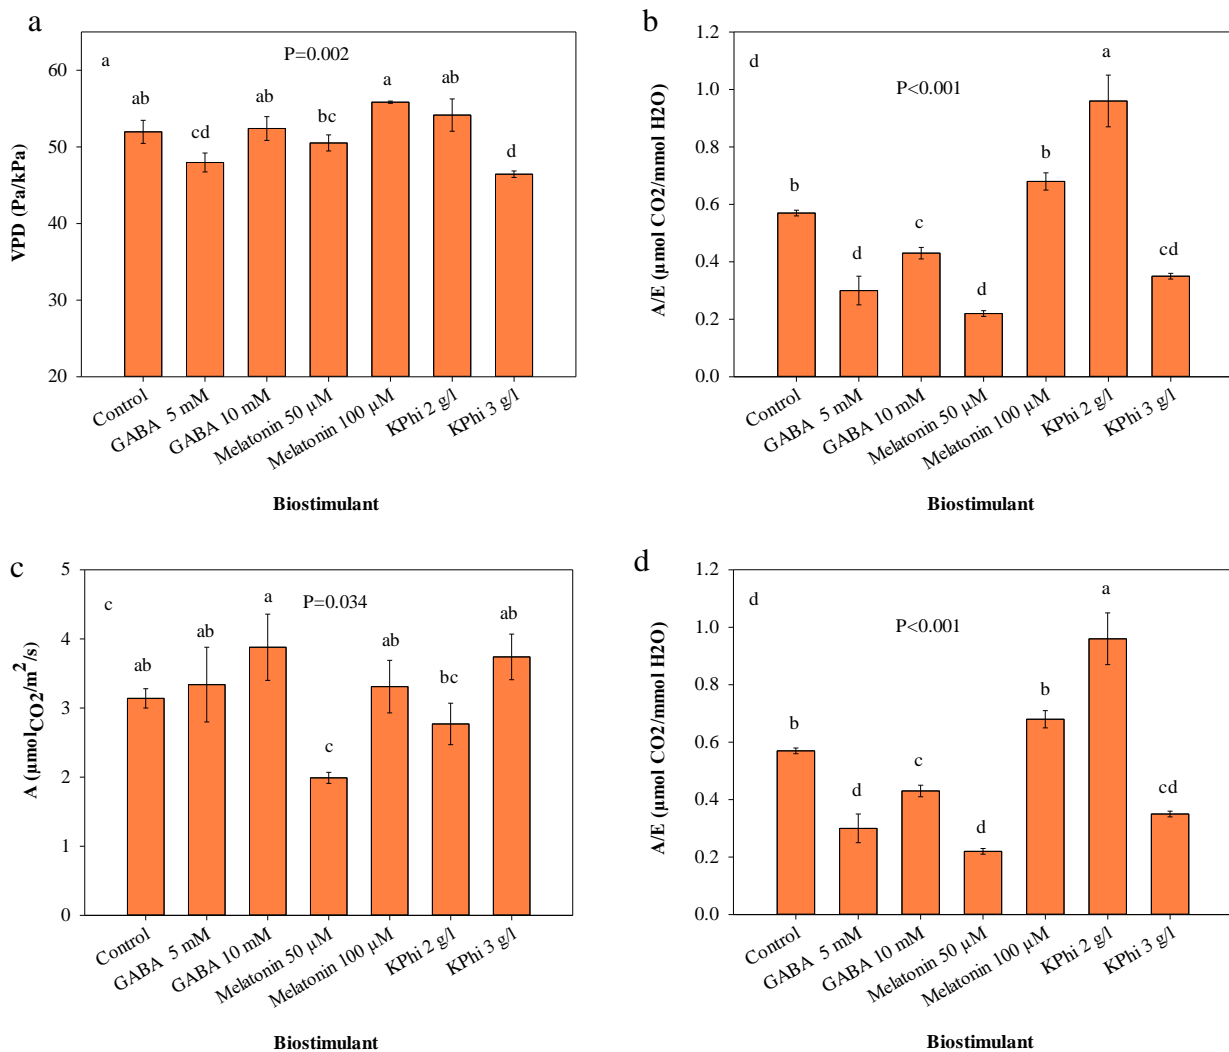 a
a
P=0.002
ab
cd
ab
bc
a
ab
d
60
50
40
30
20
VPD (Pa/kPa)
Control
GABA  5 mM
GABA 10 mM
Melatonin 50 µM
Melatonin 100 µM
KPhi 2 g/l
KPhi 3 g/l
Biostimulant
b
d
P<0.001
b
d
c
d
b
a
cd
1.2
1.0
0.8
0.6
0.4
0.2
0.0
A/E (µmol CO2/mmol H2O)
Control
GABA  5 mM
GABA 10 mM
Melatonin 50 µM
Melatonin 100 µM
KPhi 2 g/l
KPhi 3 g/l
Biostimulant
c
c
P=0.034
ab
ab
a
c
ab
bc
ab
5
4
3
2
1
0
A (µmolCO2/m²/s)
Control
GABA  5 mM
GABA 10 mM
Melatonin 50 µM
Melatonin 100 µM
KPhi 2 g/l
KPhi 3 g/l
Biostimulant
d
d
P<0.001
b
d
c
d
b
a
cd
1.2
1.0
0.8
0.6
0.4
0.2
0.0
A/E (µmol CO2/mmol H2O)
Control
GABA  5 mM
GABA 10 mM
Melatonin 50 µM
Melatonin 100 µM
KPhi 2 g/l
KPhi 3 g/l
Biostimulant